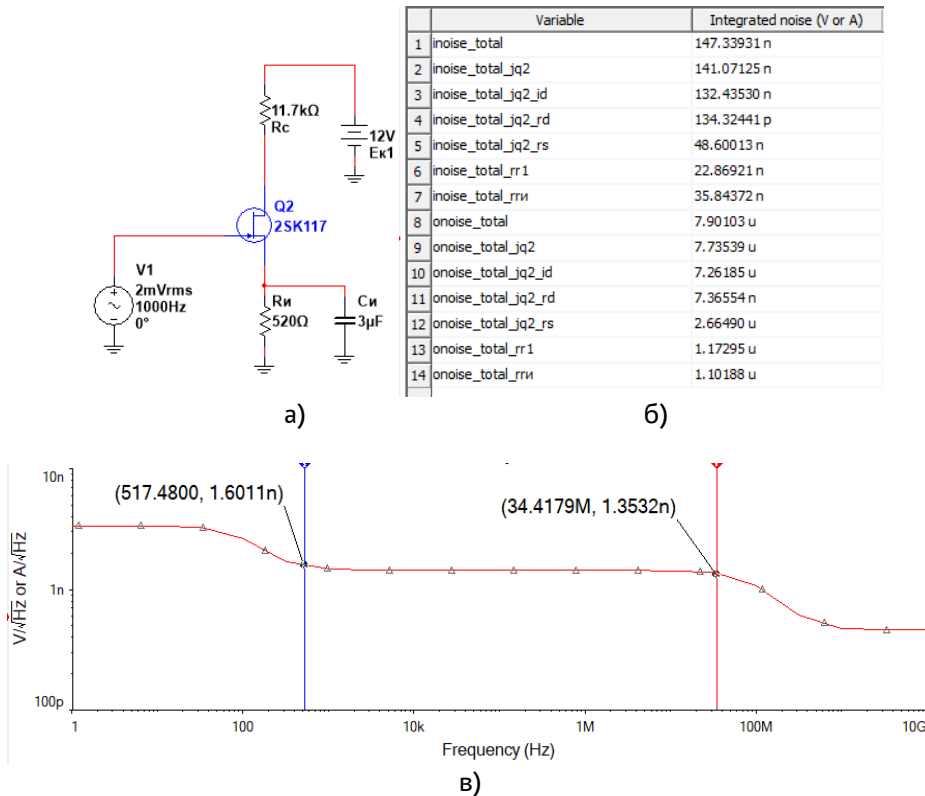 11.7kΩ
Rc
12V
Eк1
Q2
2SK117
V1
2mVrms
1000Hz
0°
Rи
520Ω
Cи
3µF
а)
Variable Integrated noise (V or A)
1 inoise_total 147.33931 n
2 inoise_total_jq2 141.07125 n
3 inoise_total_jq2_id 132.43530 n
4 inoise_total_jq2_rd 134.32441 p
5 inoise_total_jq2_rs 48.60013 n
6 inoise_total_rr1 22.86921 n
7 inoise_total_rrи 35.84372 n
8 onoise_total 7.90103 u
9 onoise_total_jq2 7.73539 u
10 onoise_total_jq2_id 7.26185 u
11 onoise_total_jq2_rd 7.36554 n
12 onoise_total_jq2_rs 2.66490 u
13 onoise_total_rr1 1.17295 u
14 onoise_total_rrи 1.10188 u
б)
10n
(517.4800, 1.6011n)
(34.4179M, 1.3532n)
V/√Hz or A/√Hz
1n
100p
1 100 10k 1M 100M 10G
Frequency (Hz)
в)